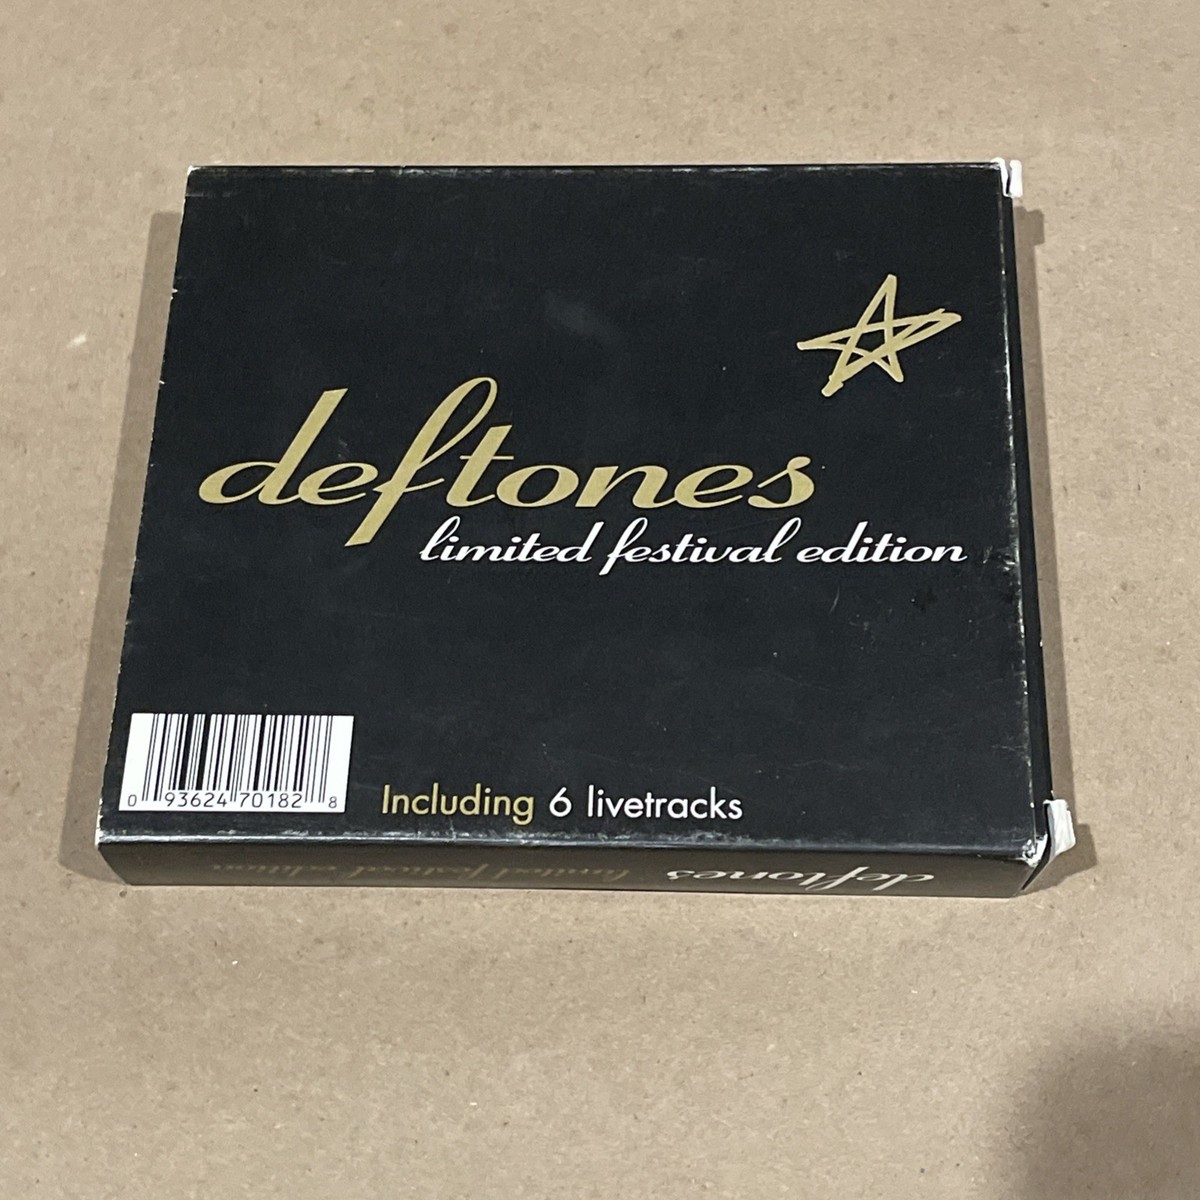 deftones
limited festival edition
0 93624 70182 8
Including 6 livetracks
deftones limited festival edition